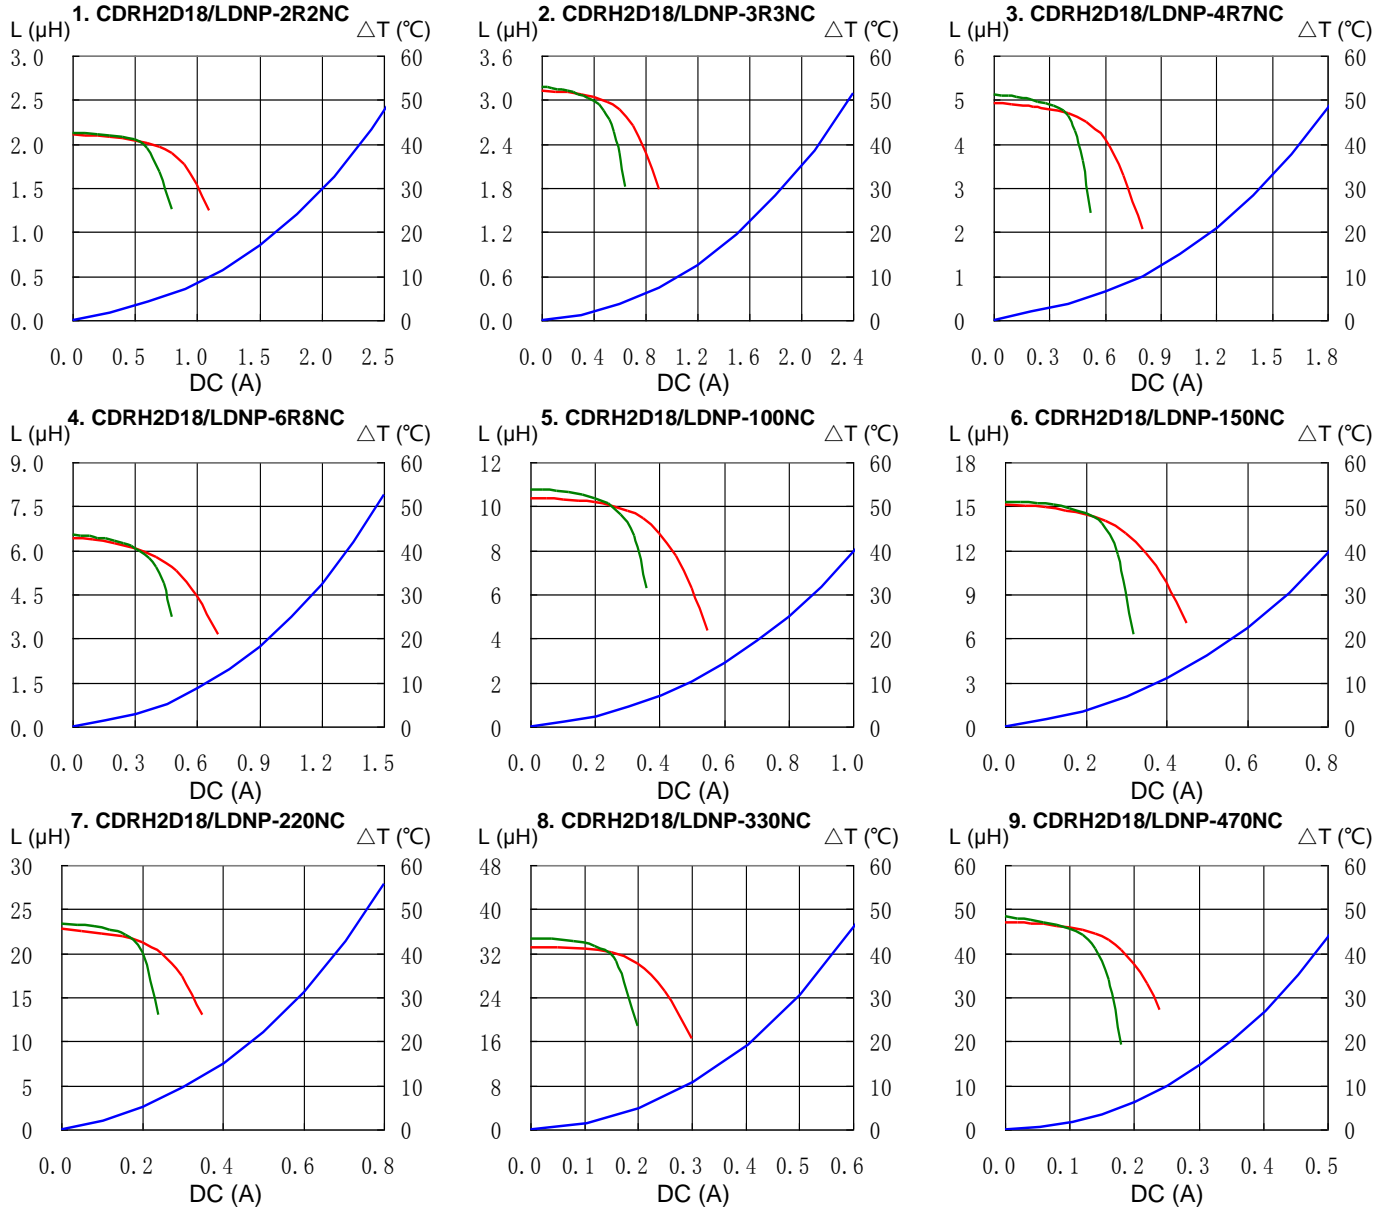 1. CDRH2D18/LDNP-2R2NC
L (µH)
△T (℃)
3.0
2.5
2.0
1.5
1.0
0.5
0.0
60
50
40
30
20
10
0
0.0 0.5 1.0 1.5 2.0 2.5
DC (A)
2. CDRH2D18/LDNP-3R3NC
L (µH)
△T (℃)
3.6
3.0
2.4
1.8
1.2
0.6
0.0
60
50
40
30
20
10
0
0.0 0.4 0.8 1.2 1.6 2.0 2.4
DC (A)
3. CDRH2D18/LDNP-4R7NC
L (µH)
△T (℃)
6
5
4
3
2
1
0
60
50
40
30
20
10
0
0.0 0.3 0.6 0.9 1.2 1.5 1.8
DC (A)
4. CDRH2D18/LDNP-6R8NC
L (µH)
△T (℃)
9.0
7.5
6.0
4.5
3.0
1.5
0.0
60
50
40
30
20
10
0
0.0 0.3 0.6 0.9 1.2 1.5
DC (A)
5. CDRH2D18/LDNP-100NC
L (µH)
△T (℃)
12
10
8
6
4
2
0
60
50
40
30
20
10
0
0.0 0.2 0.4 0.6 0.8 1.0
DC (A)
6. CDRH2D18/LDNP-150NC
L (µH)
△T (℃)
18
15
12
9
6
3
0
60
50
40
30
20
10
0
0.0 0.2 0.4 0.6 0.8
DC (A)
7. CDRH2D18/LDNP-220NC
L (µH)
△T (℃)
30
25
20
15
10
5
0
60
50
40
30
20
10
0
0.0 0.2 0.4 0.6 0.8
DC (A)
8. CDRH2D18/LDNP-330NC
L (µH)
△T (℃)
48
40
32
24
16
8
0
60
50
40
30
20
10
0
0.0 0.1 0.2 0.3 0.4 0.5 0.6
DC (A)
9. CDRH2D18/LDNP-470NC
L (µH)
△T (℃)
60
50
40
30
20
10
0
60
50
40
30
20
10
0
0.0 0.1 0.2 0.3 0.4 0.5
DC (A)